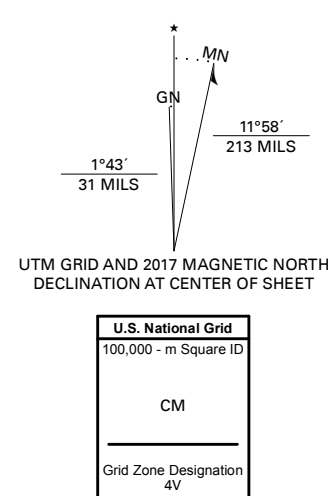 ★
MN
GN
11°58´
213 MILS
1°43´
31 MILS
UTM GRID AND 2017 MAGNETIC NORTH
DECLINATION AT CENTER OF SHEET
U.S. National Grid
100,000 - m Square ID
CM
Grid Zone Designation
4V